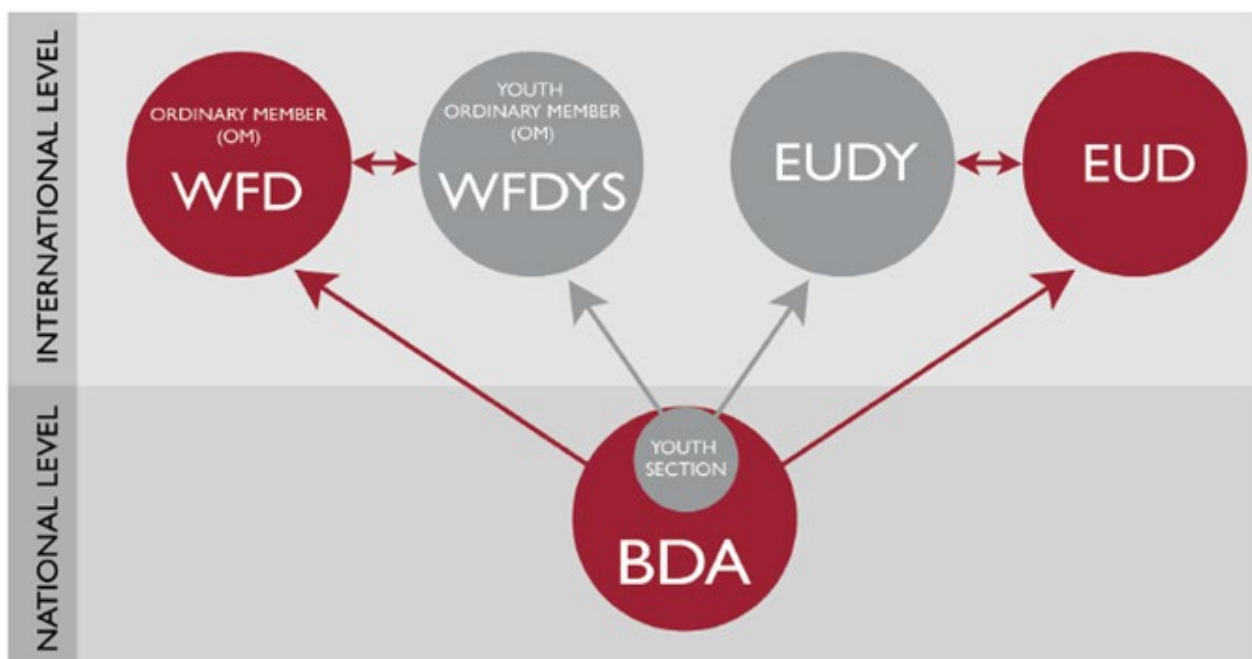 INTERNATIONAL LEVEL
ORDINARY MEMBER
(OM)
WFD
YOUTH
ORDINARY MEMBER
(OM)
WFDYS
EUDY
EUD
NATIONAL LEVEL
YOUTH
SECTION
BDA